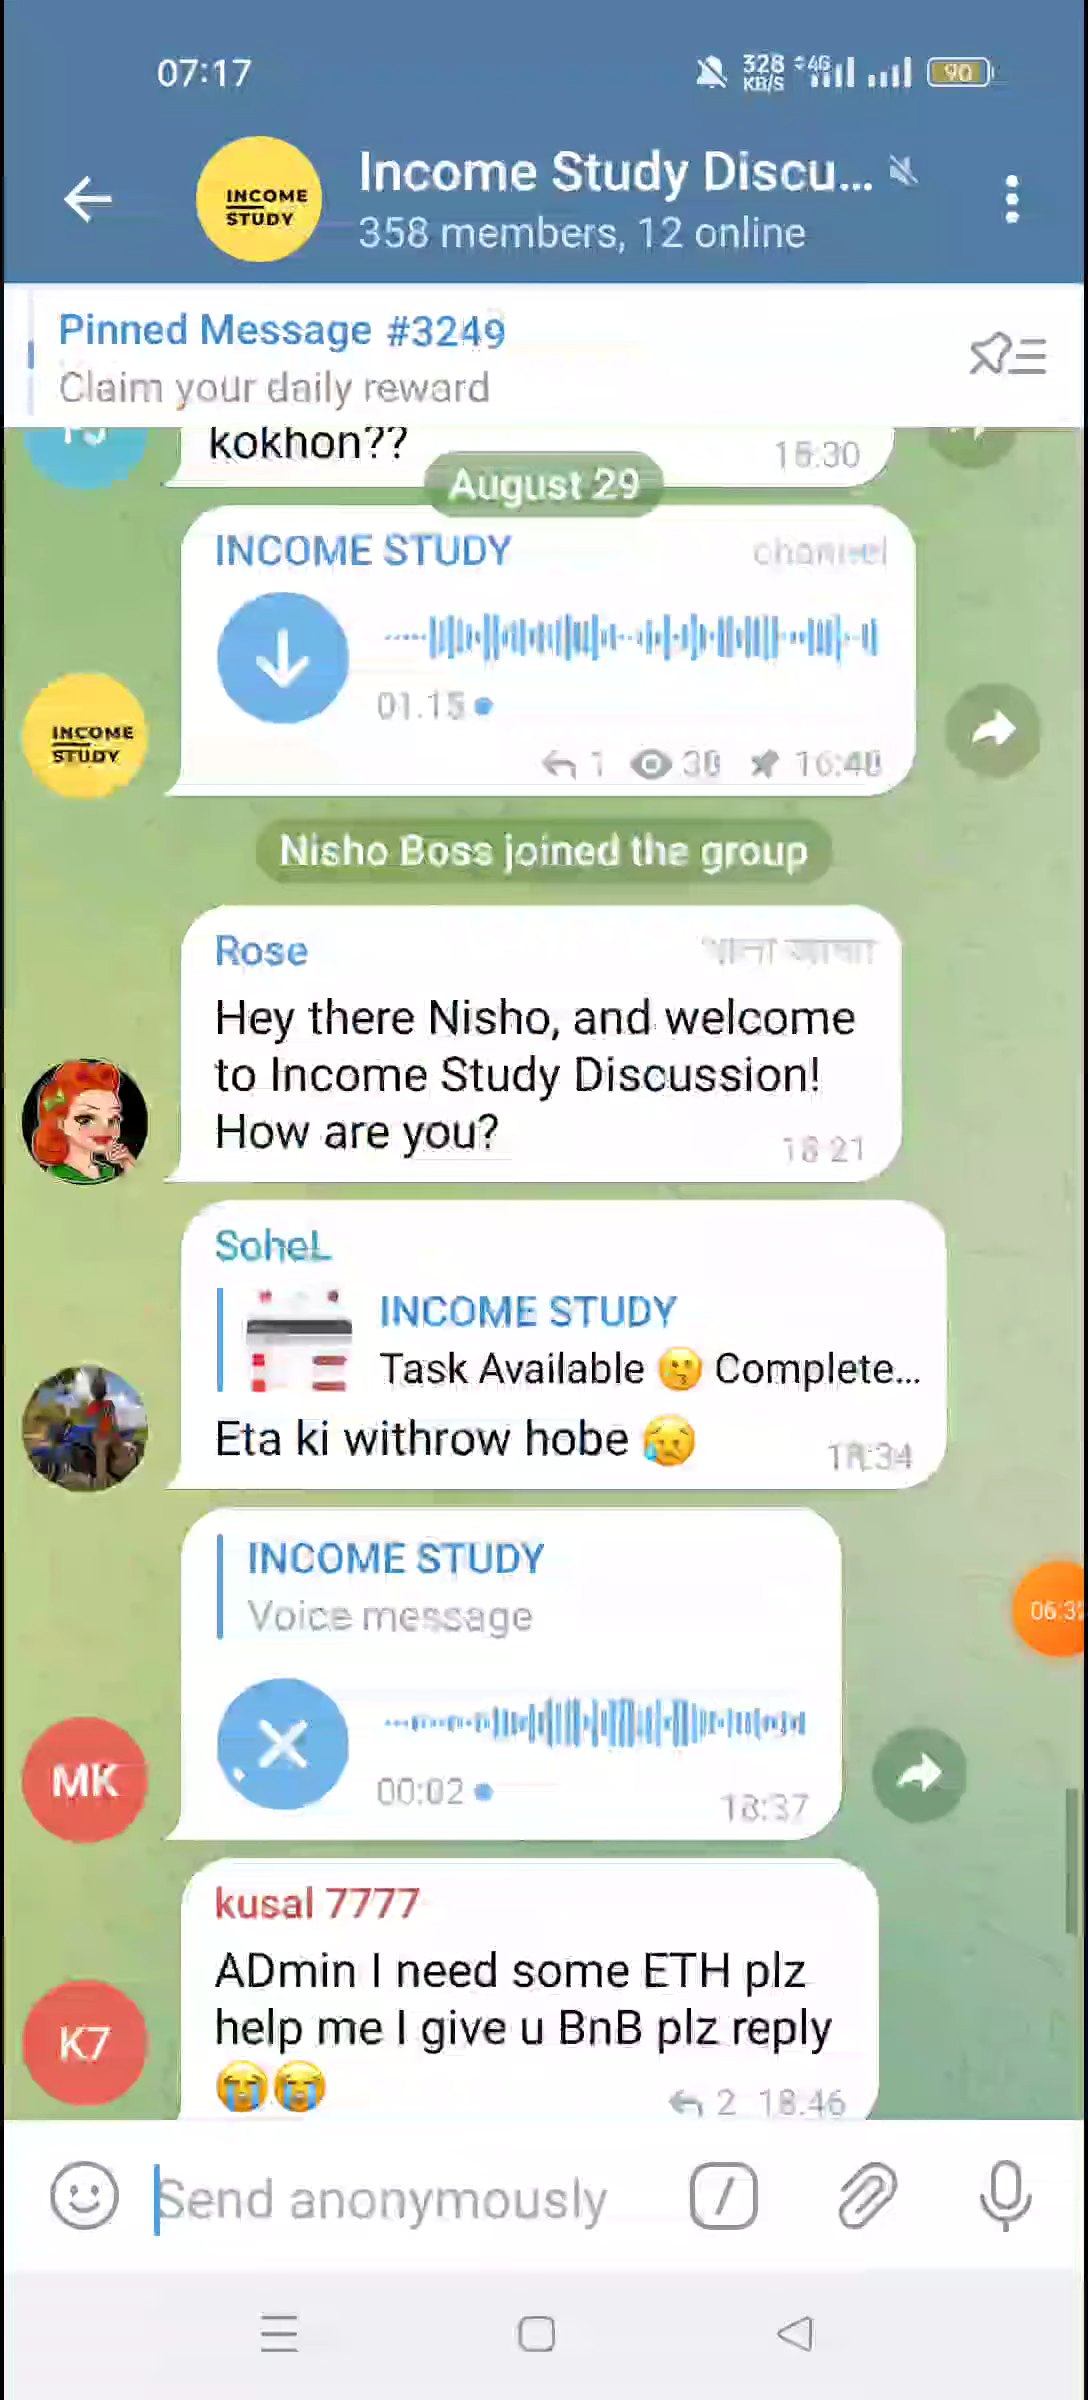 07:17
328 KB/S 4G 90
INCOME STUDY
Income Study Discu...
358 members, 12 online
Pinned Message #3249
Claim your daily reward
kokhon??
18:30
August 29
INCOME STUDY channel
01:15
INCOME STUDY
1 16:48
Nisho Boss joined the group
Rose
Hey there Nisho, and welcome
to Income Study Discussion!
How are you?
18:21
SoheL
INCOME STUDY
Task Available 😢 Complete...
Eta ki withrow hobe 😥
18:34
INCOME STUDY
Voice message
MK
00:02
18:37
kusal 7777
ADmin I need some ETH plz
help me I give u BnB plz reply
😭😭
K7
2 18:46
Send anonymously